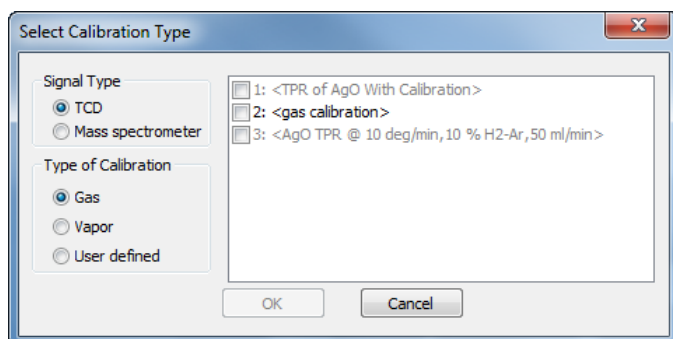 Select Calibration Type
Signal Type
TCD
Mass spectrometer
Type of Calibration
Gas
Vapor
User defined
1: <TPR of AgO With Calibration>
2: <gas calibration>
3: <AgO TPR @ 10 deg/min,10 % H2-Ar,50 ml/min>
OK
Cancel